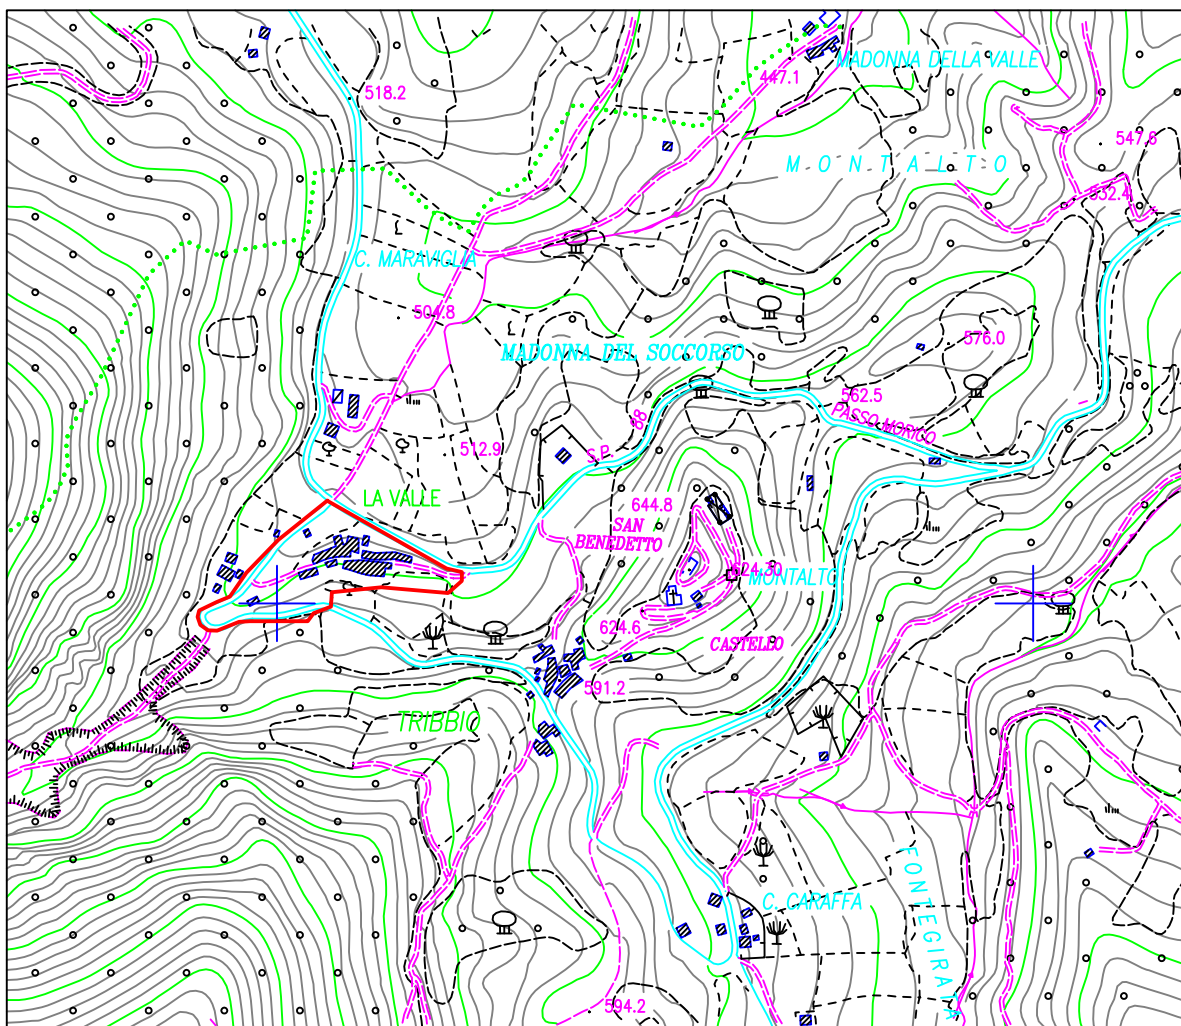 MADONNA DELLA VALLE
447.1
518.2
547.6
M O N T A L T O
552.4
C. MARAVIGLIA
504.8
576.0
MADONNA DEL SOCCORSO
562.5
PASSO MORICO
88
S.P.
512.9
LA VALLE
644.8
SAN
BENEDETTO
624.30
MONTALTO
624.6
CASTELLO
591.2
TRIBBIO
C. CARAFFA
FONTEGIRATA
594.2